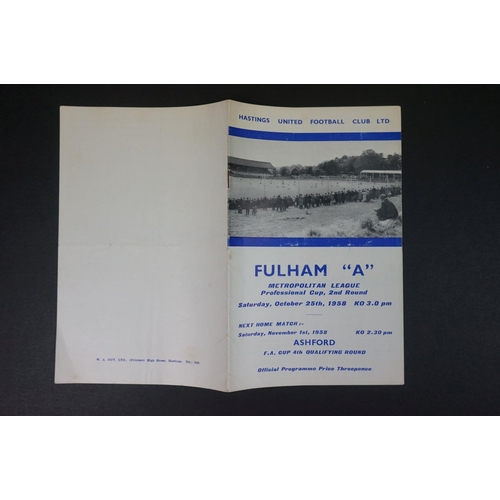 HASTINGS UNITED FOOTBALL CLUB LTD
FULHAM "A"
METROPOLITAN LEAGUE
Professional Cup, 2nd Round
Saturday, October 25th, 1958 KO 3.0 pm
NEXT HOME MATCH :-
Saturday, November 1st, 1958 KO 2.30 pm
ASHFORD
F.A. CUP 4th QUALIFYING ROUND
Official Programme Price Threepence
High Street,